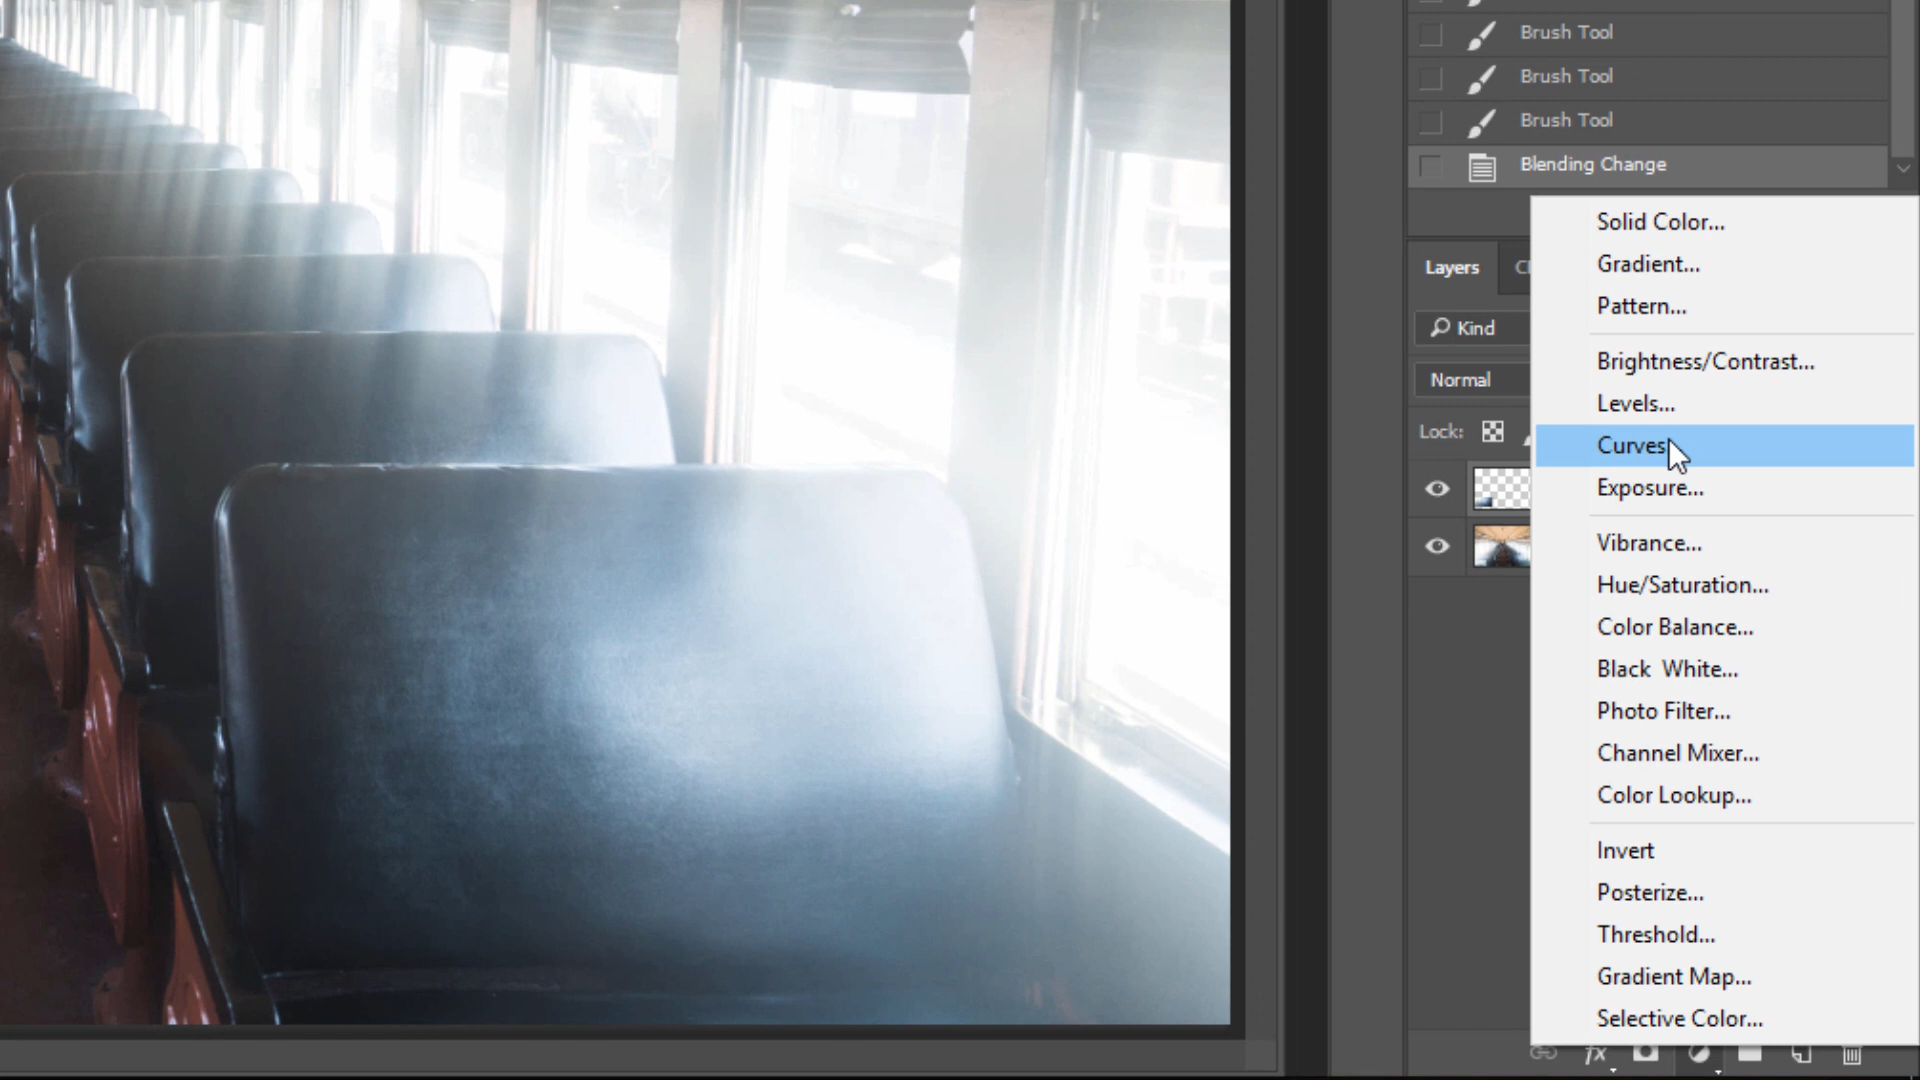 Brush Tool
Brush Tool
Brush Tool
Blending Change
Layers
Kind
Normal
Lock:
Solid Color...
Gradient...
Pattern...
Brightness/Contrast...
Levels...
Curves
Exposure...
Vibrance...
Hue/Saturation...
Color Balance...
Black  White...
Photo Filter...
Channel Mixer...
Color Lookup...
Invert
Posterize...
Threshold...
Gradient Map...
Selective Color...
fx